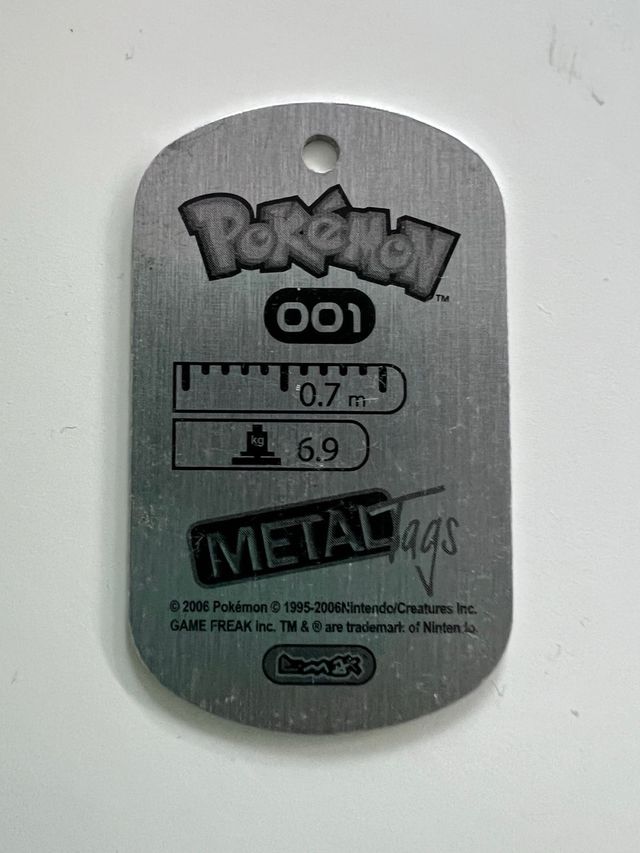 POKéMON
TM
001
0.7 m
kg 6.9
METAL Tags
© 2006 Pokémon © 1995-2006Nintendo/Creatures Inc.
GAME FREAK inc. TM & ® are trademark of